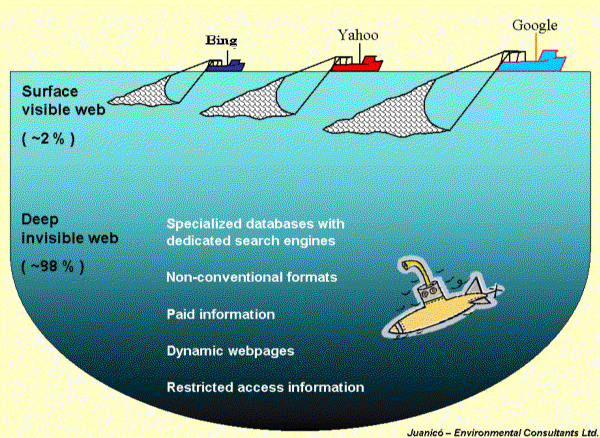 Bing
Yahoo
Google
Surface
visible web
( ~2 % )
Deep
invisible web
( ~98 % )
Specialized databases with
dedicated search engines
Non-conventional formats
Paid information
Dynamic webpages
Restricted access information
Juanicó – Environmental Consultants Ltd.